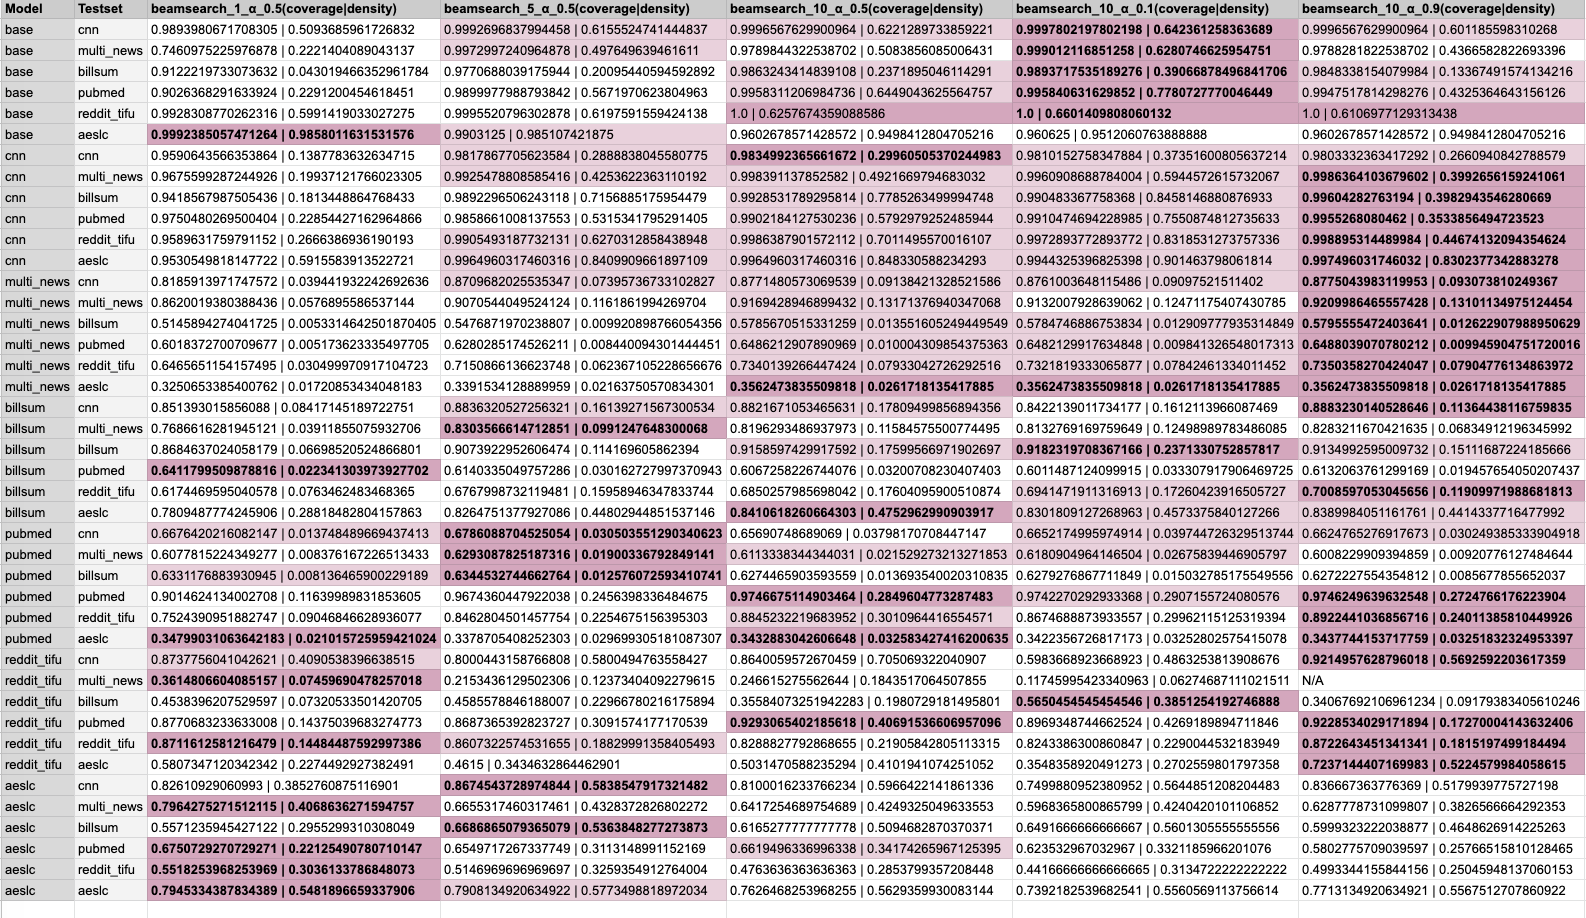 Model Testset beamsearch_1_α_0.5(coverage|density) beamsearch_5_α_0.5(coverage|density) beamsearch_10_α_0.5(coverage|density) beamsearch_10_α_0.1(coverage|density) beamsearch_10_α_0.9(coverage|density)
base cnn 0.9893980671708305 | 0.5093685961726832 0.9992696837994458 | 0.6155524741444837 0.9996567629900964 | 0.6221289733859221 0.9997802197802198 | 0.642361258363689 0.9996567629900964 | 0.601185598310268
base multi_news 0.7460975225976878 | 0.2221404089043137 0.9972997240964878 | 0.497649639461611 0.9789844322538702 | 0.5083856085006431 0.999012116851258 | 0.6280746625954751 0.9788281822538702 | 0.4366582822693396
base billsum 0.9122219733073632 | 0.043019466352961784 0.9770688039175944 | 0.20095440594592892 0.9863243414839108 | 0.2371895046114291 0.9893717535189276 | 0.39066878496841706 0.9848338154079984 | 0.13367491574134216
base pubmed 0.9026368291633924 | 0.2291200454618451 0.9899977988793842 | 0.5671970623804963 0.9958311206984736 | 0.6449043625564757 0.995840631629852 | 0.7780727770046449 0.9947517814298276 | 0.4325364643156126
base reddit_tifu 0.9928308770262316 | 0.5991419033027275 0.9995520796302878 | 0.6197591559424138 1.0 | 0.6257674359088586 1.0 | 0.6601409808060132 1.0 | 0.6106977129313438
base aeslc 0.9992385057471264 | 0.9858011631531576 0.9903125 | 0.985107421875 0.9602678571428572 | 0.9498412804705216 0.960625 | 0.9512060763888888 0.9602678571428572 | 0.9498412804705216
cnn cnn 0.9590643566353864 | 0.1387783632634715 0.9817867705623584 | 0.2888838045580775 0.9834992365661672 | 0.29960505370244983 0.9810152758347884 | 0.37351600805637214 0.9803332363417292 | 0.2660940842788579
cnn multi_news 0.9675599287244926 | 0.19937121766023305 0.9925478808585416 | 0.4253622363110192 0.998391137852582 | 0.4921669794683032 0.9960908688784004 | 0.5944572615732067 0.9986364103679602 | 0.3992656159241061
cnn billsum 0.9418567987505436 | 0.1813448864768433 0.9892296506243118 | 0.7156885175954479 0.9928531789295814 | 0.7785263499994748 0.990483367758368 | 0.8458146880876933 0.99604282763194 | 0.3982943546280669
cnn pubmed 0.9750480269500404 | 0.22854427162964866 0.9858661008137553 | 0.5315341795291405 0.9902184127530236 | 0.5792979252485944 0.9910474694228985 | 0.7550874812735633 0.9955268080462 | 0.3533856494723523
cnn reddit_tifu 0.9589631759791152 | 0.2666386936190193 0.9905493187732131 | 0.6270312858438948 0.9986387901572112 | 0.7011495570016107 0.9972893772893772 | 0.8318531273757336 0.998895314489984 | 0.44674132094354624
cnn aeslc 0.9530549818147722 | 0.5915583913522721 0.9964960317460316 | 0.8409909661897109 0.9964960317460316 | 0.848330588234293 0.9944325396825398 | 0.901463798061814 0.997496031746032 | 0.8302377342883278
multi_news cnn 0.8185913971747572 | 0.039441932242692636 0.8709682025535347 | 0.07395736733102827 0.8771480573069539 | 0.09138421328521586 0.8761003648115486 | 0.09097521511402 0.8775043983119953 | 0.093073810249367
multi_news multi_news 0.8620019380388436 | 0.0576895586537144 0.9070544049524124 | 0.1161861994269704 0.9169428946899432 | 0.13171376940347068 0.9132007928639062 | 0.12471175407430785 0.9209986465557428 | 0.13101134975124454
multi_news billsum 0.5145894274041725 | 0.0053314642501870405 0.5476871970238807 | 0.009920898766054356 0.5785670515331259 | 0.013551605249449549 0.5784746886753834 | 0.012909777935314849 0.5795555472403641 | 0.012622907988950629
multi_news pubmed 0.6018372700709677 | 0.005173623335497705 0.6280285174526211 | 0.008440094301444451 0.6486212907890969 | 0.010004309854375363 0.6482129917634848 | 0.009841326548017313 0.6488039070780212 | 0.009945904751720016
multi_news reddit_tifu 0.6465651154157495 | 0.030499970917104723 0.7150866136623748 | 0.062367105228656676 0.7340139266447424 | 0.07933042726292516 0.7321819333065877 | 0.07842461334011452 0.7350358270424047 | 0.07904776134863972
multi_news aeslc 0.3250653385400762 | 0.01720853434048183 0.3391534128889959 | 0.021637505708343​01 0.3562473835509818 | 0.0261718135417885 0.3562473835509818 | 0.0261718135417885 0.3562473835509818 | 0.0261718135417885
billsum cnn 0.851393015856088 | 0.08417145189722751 0.8836320527256321 | 0.16139271567300534 0.8821671053465631 | 0.17809499856894356 0.8422139011734177 | 0.1612113966087469 0.8883230140528646 | 0.11364438116759835
billsum multi_news 0.7686616281945121 | 0.03911855075932706 0.8303566614712851 | 0.0991247648300068 0.8196293486937973 | 0.11584575500774495 0.8132769169759649 | 0.12498989783486085 0.8283211670421635 | 0.068349121963​45992
billsum billsum 0.868463702​4058179 | 0.06698520524866801 0.9073922952606474 | 0.114169605862394 0.9158597429917592 | 0.17599566971902697 0.9182319708367166 | 0.2371330752857817 0.9134992595009732 | 0.15111687224185666
billsum pubmed 0.6411799509878816 | 0.022341303973927702 0.6140335049757286 | 0.030162727997370943 0.6067258226744076 | 0.03200708230407403 0.6011487124099915 | 0.033307917906469725 0.6132063761299169 | 0.019457654050207437
billsum reddit_tifu 0.6174469595040578 | 0.0763462483468365 0.6767998732119481 | 0.15958946347833744 0.6850257985698042 | 0.17604095900510874 0.6941471911316913 | 0.17260423916505727 0.7008597053045656 | 0.11909971988681813
billsum aeslc 0.7809487774245906 | 0.28818482804157863 0.8264751377927086 | 0.44802944851537146 0.8410618260664303 | 0.4752962990903917 0.8301809127268963 | 0.4573375840127266 0.8389984051161761 | 0.4414337716477992
pubmed cnn 0.6676420216082147 | 0.013748489669437413 0.6786088704525054 | 0.030503551290340623 0.65690748689069 | 0.03798170708447147 0.6652174995974914 | 0.039744726329513744 0.6624765276917673 | 0.030249385333904918
pubmed multi_news 0.6077815224349277 | 0.008376167226513433 0.6293087825187316 | 0.01900336792849141 0.6113338344344031 | 0.021529273213271853 0.6180904964146504 | 0.02675839446905797 0.6008229909394859 | 0.009207761274​84644
pubmed billsum 0.6331176883930945 | 0.008136465900229189 0.6344532744662764 | 0.012576072593410741 0.6274465903593559 | 0.013693540020310835 0.6279276867711849 | 0.015032785175549556 0.6272227554354812 | 0.0085677855652037
pubmed pubmed 0.9014624134002708 | 0.11639989831853605 0.9674360447922038 | 0.2456398336484675 0.9746675114903464 | 0.2849604773287483 0.9742270292933368 | 0.2907155724080576 0.9746249639632548 | 0.2724766176223904
pubmed reddit_tifu 0.7524390951882747 | 0.09046846628936077 0.8462804501457754 | 0.2254675156395303 0.8845232219683952 | 0.3010964416554571 0.8674688873933557 | 0.29962115125319394 0.8922441036856716 | 0.24011385810449926
pubmed aeslc 0.34799031063642183 | 0.021015725959421024 0.3378705408252303 | 0.029699305181087307 0.3432883042606648 | 0.032583427416200635 0.3422356726817173 | 0.03252802575415078 0.3437744153717759 | 0.03251832324953397
reddit_tifu cnn 0.8737756041042621 | 0.4090538396638515 0.8000443158766808 | 0.5800494763558427 0.8640059572670459 | 0.705069322040907 0.5983668923668923 | 0.4863253813908676 0.9214957628796018 | 0.5692592203617359
reddit_tifu multi_news 0.3614806604085157 | 0.07459690478257018 0.2153436129502306 | 0.12373404092279615 0.246615275562644 | 0.1843517064507855 0.11745995423340963 | 0.06274687111021511 N/A
reddit_tifu billsum 0.4538396207529597 | 0.07320533501420705 0.4585578846188007 | 0.22966780216175894 0.35584073251942283 | 0.1980729181495801 0.5650454545454546 | 0.3851254192746888 0.34067692106961234 | 0.09179383405610246
reddit_tifu pubmed 0.8770683233633008 | 0.14375039683274773 0.8687365392823727 | 0.3091574177170539 0.9293065402185618 | 0.40691536606957096 0.8969348744662524 | 0.4269189894711846 0.9228534029171894 | 0.17270004143632406
reddit_tifu reddit_tifu 0.8711612581216479 | 0.14484487592997386 0.8607322574531655 | 0.18829991358405493 0.8288827792868655 | 0.21905842805113315 0.8243386300860847 | 0.2290044532183949 0.8722643451341341 | 0.1815197499184494
reddit_tifu aeslc 0.5807347120342342 | 0.2274492927382491 0.4615 | 0.3434632864462901 0.5031470588235294 | 0.4101941074251052 0.3548358920491273 | 0.2702559801797358 0.7237144407169983 | 0.5224579984058615
aeslc cnn 0.82610929060993 | 0.3852760875116901 0.8674543728974844 | 0.5838547917321482 0.8100016233766234 | 0.5966422141861336 0.7499880952380952 | 0.5644851208204483 0.836667363776369 | 0.5179939775727198
aeslc multi_news 0.7964275271512115 | 0.4068636271594757 0.6655317460317461 | 0.4328372826802272 0.6417254689754689 | 0.4249325049633553 0.5968365800865799 | 0.4240420101106852 0.6287778731099807 | 0.3826566664292353
aeslc billsum 0.5571235945427122 | 0.2955299310308049 0.6686865079365079 | 0.5363848277273873 0.6165277777777778 | 0.5094682870370371 0.6491666666666667 | 0.5601305555555556 0.5999323222038877 | 0.4648626914225263
aeslc pubmed 0.6750729270729271 | 0.22125490780710147 0.6549717267337749 | 0.3113148991152169 0.6619496336996338 | 0.34174265967125395 0.623532967032967 | 0.3321185966201076 0.5802775709039597 | 0.25766515810128465
aeslc reddit_tifu 0.5518253968253969 | 0.3036133786848073 0.5146969696969697 | 0.3259354912764004 0.4763636363636363 | 0.2853799357208448 0.44166666666666665 | 0.3134722222222222 0.4993344155844156 | 0.25045948137060153
aeslc aeslc 0.7945334387834389 | 0.5481896659337906 0.7908134920634922 | 0.5773498818972034 0.7626468253968255 | 0.5629359930083144 0.7392182539682541 | 0.5560569113756614 0.7713134920634921 | 0.5567512707860922